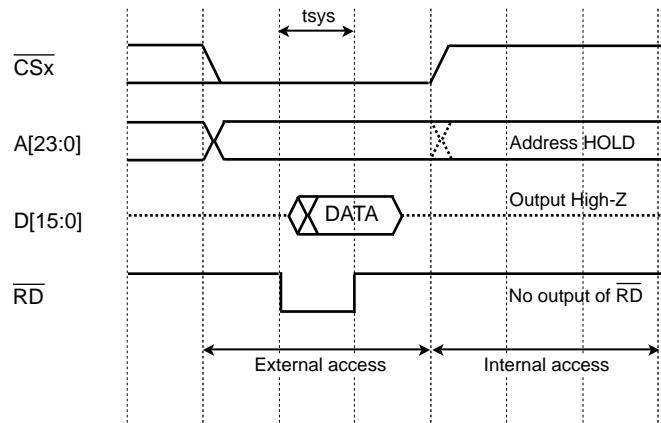 tsys
CSx
A[23:0]
Address HOLD
Output High-Z
D[15:0]
DATA
RD
No output of RD
External access
Internal access